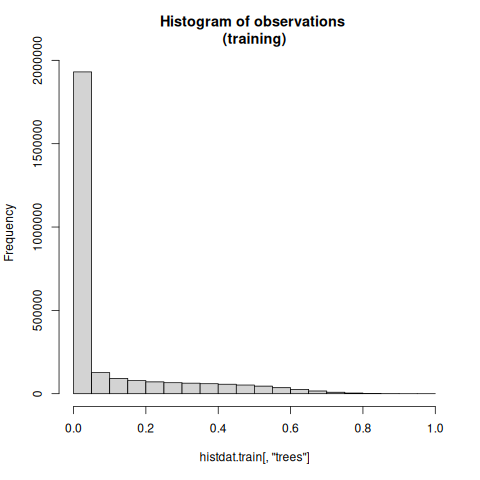 Histogram of observations
(training)
Frequency
2000000
1500000
1000000
500000
0
0.0 0.2 0.4 0.6 0.8 1.0
histdat.train[, "trees"]